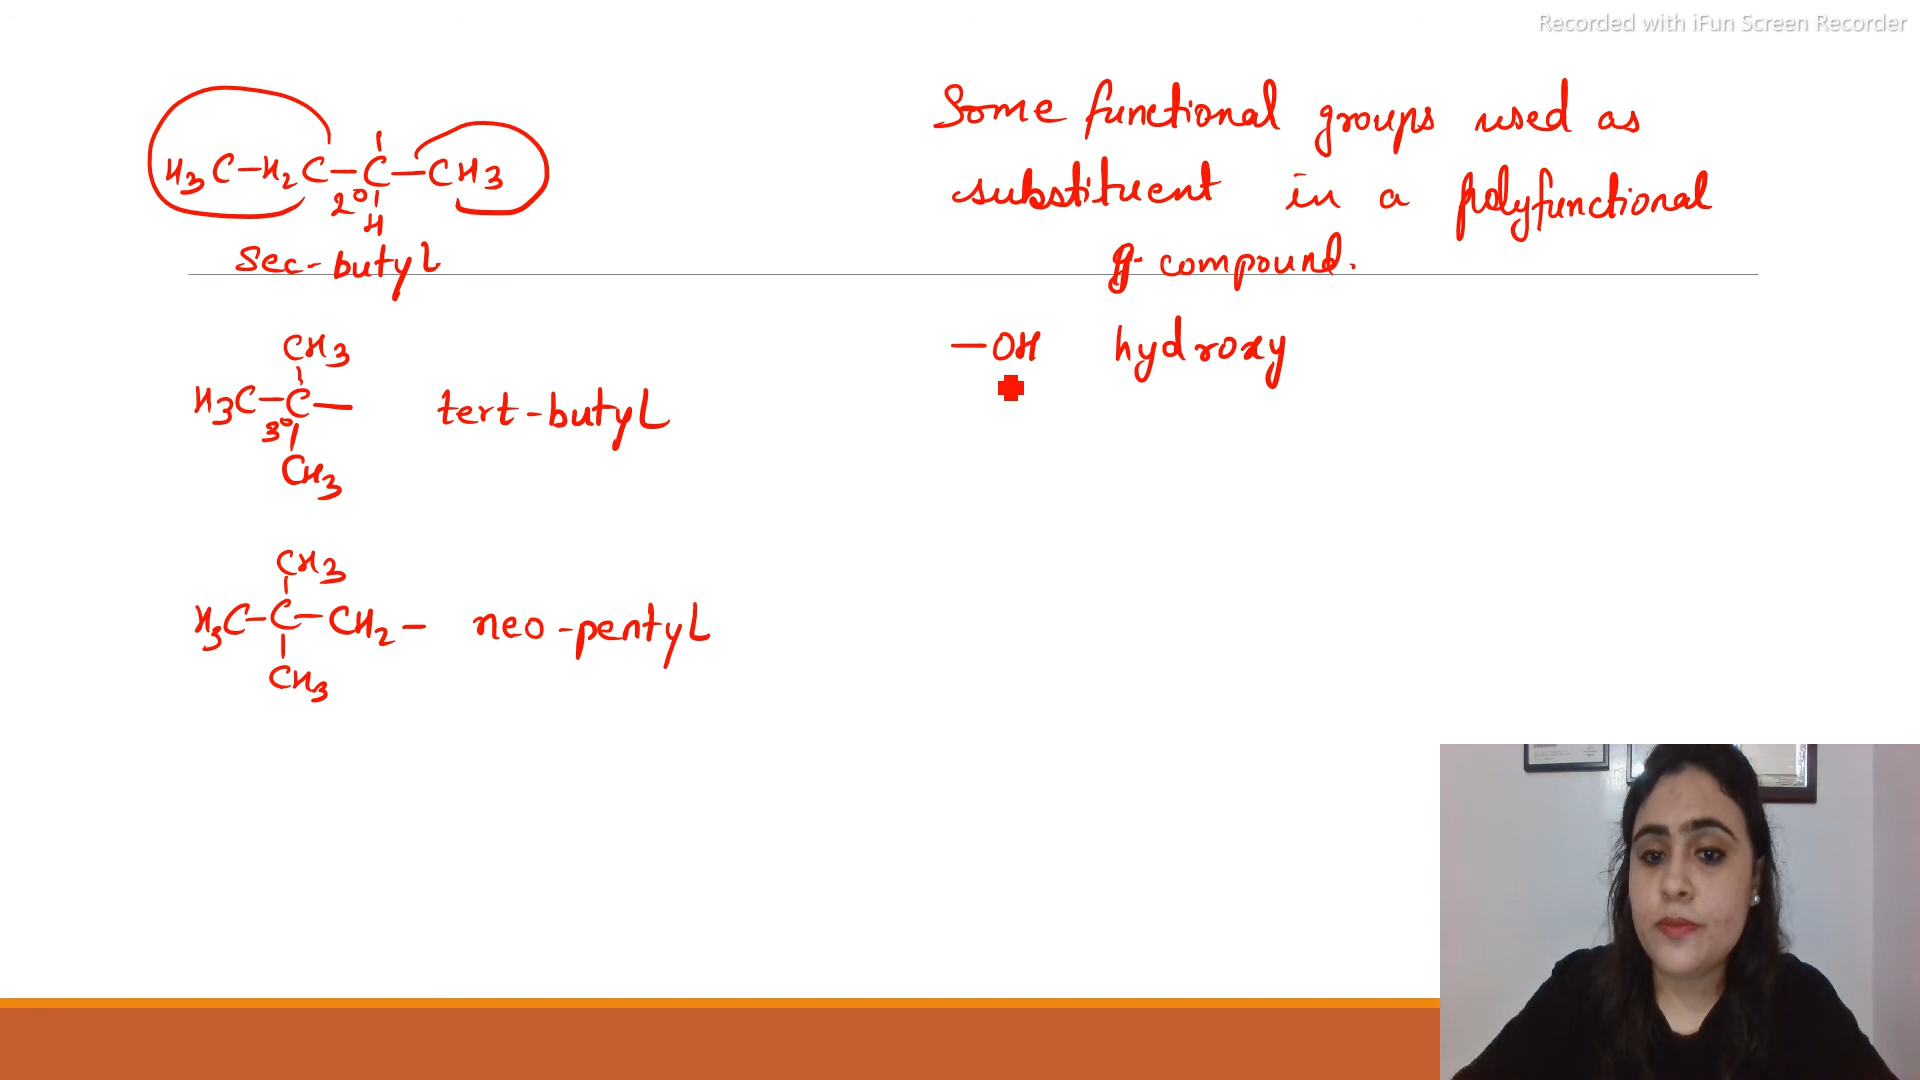 Recorded with iFun Screen Recorder
H3C-H2C-C-CH3
2° H
sec-butyl
CH3
H3C-C-
3°
CH3
tert-butyl
CH3
H3C-C-CH2-
CH3
neo-pentyl
Some functional groups used as
substituent in a polyfunctional
compound.
-OH hydroxy